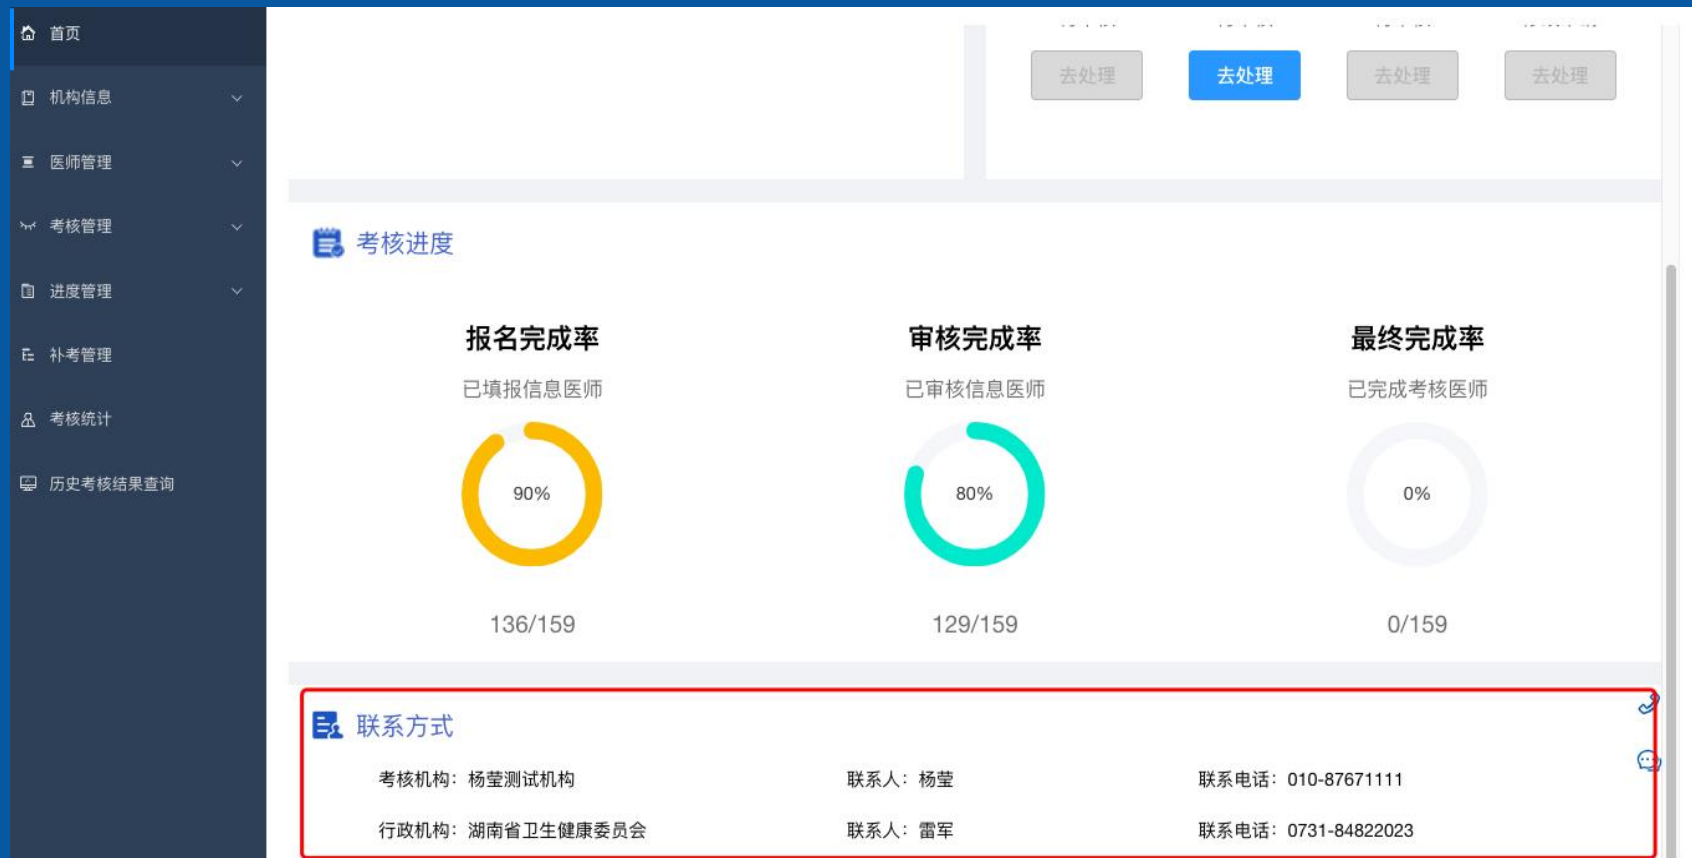 首页
机构信息
医师管理
考核管理
进度管理
补考管理
考核统计
历史考核结果查询
去处理 去处理 去处理 去处理
考核进度
报名完成率 审核完成率 最终完成率
已填报信息医师 已审核信息医师 已完成考核医师
90% 80% 0%
136/159 129/159 0/159
联系方式
考核机构：杨莹测试机构 联系人：杨莹 联系电话：010-87671111
行政机构：湖南省卫生健康委员会 联系人：雷军 联系电话：0731-84822023